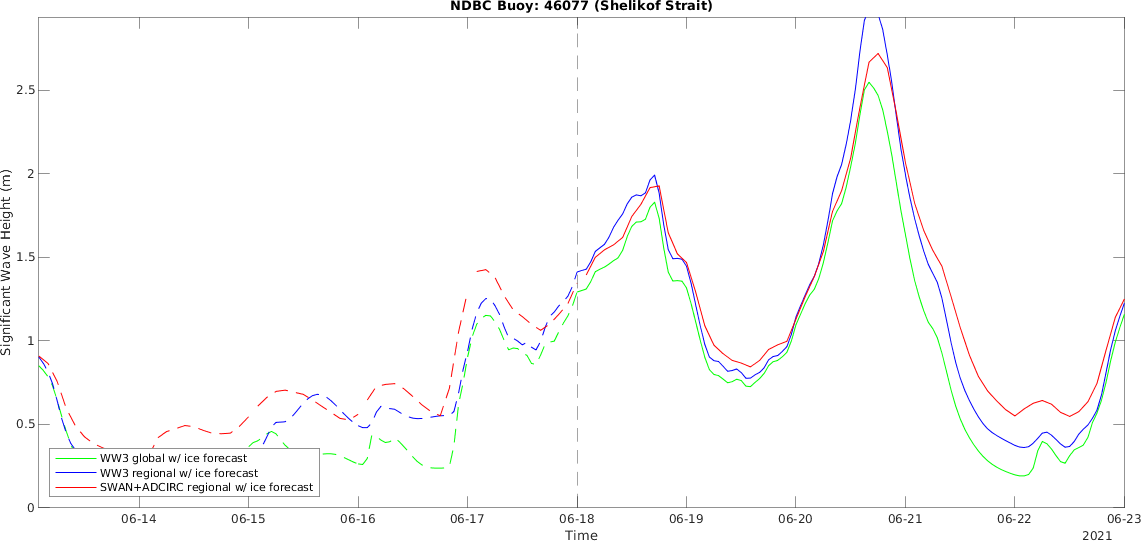 NDBC Buoy: 46077 (Shelikof Strait)
Significant Wave Height (m)
2.5
2
1.5
1
0.5
0
WW3 global w/ ice forecast
WW3 regional w/ ice forecast
SWAN+ADCIRC regional w/ ice forecast
06-14 06-15 06-16 06-17 06-18 06-19 06-20 06-21 06-22 06-23
Time
2021